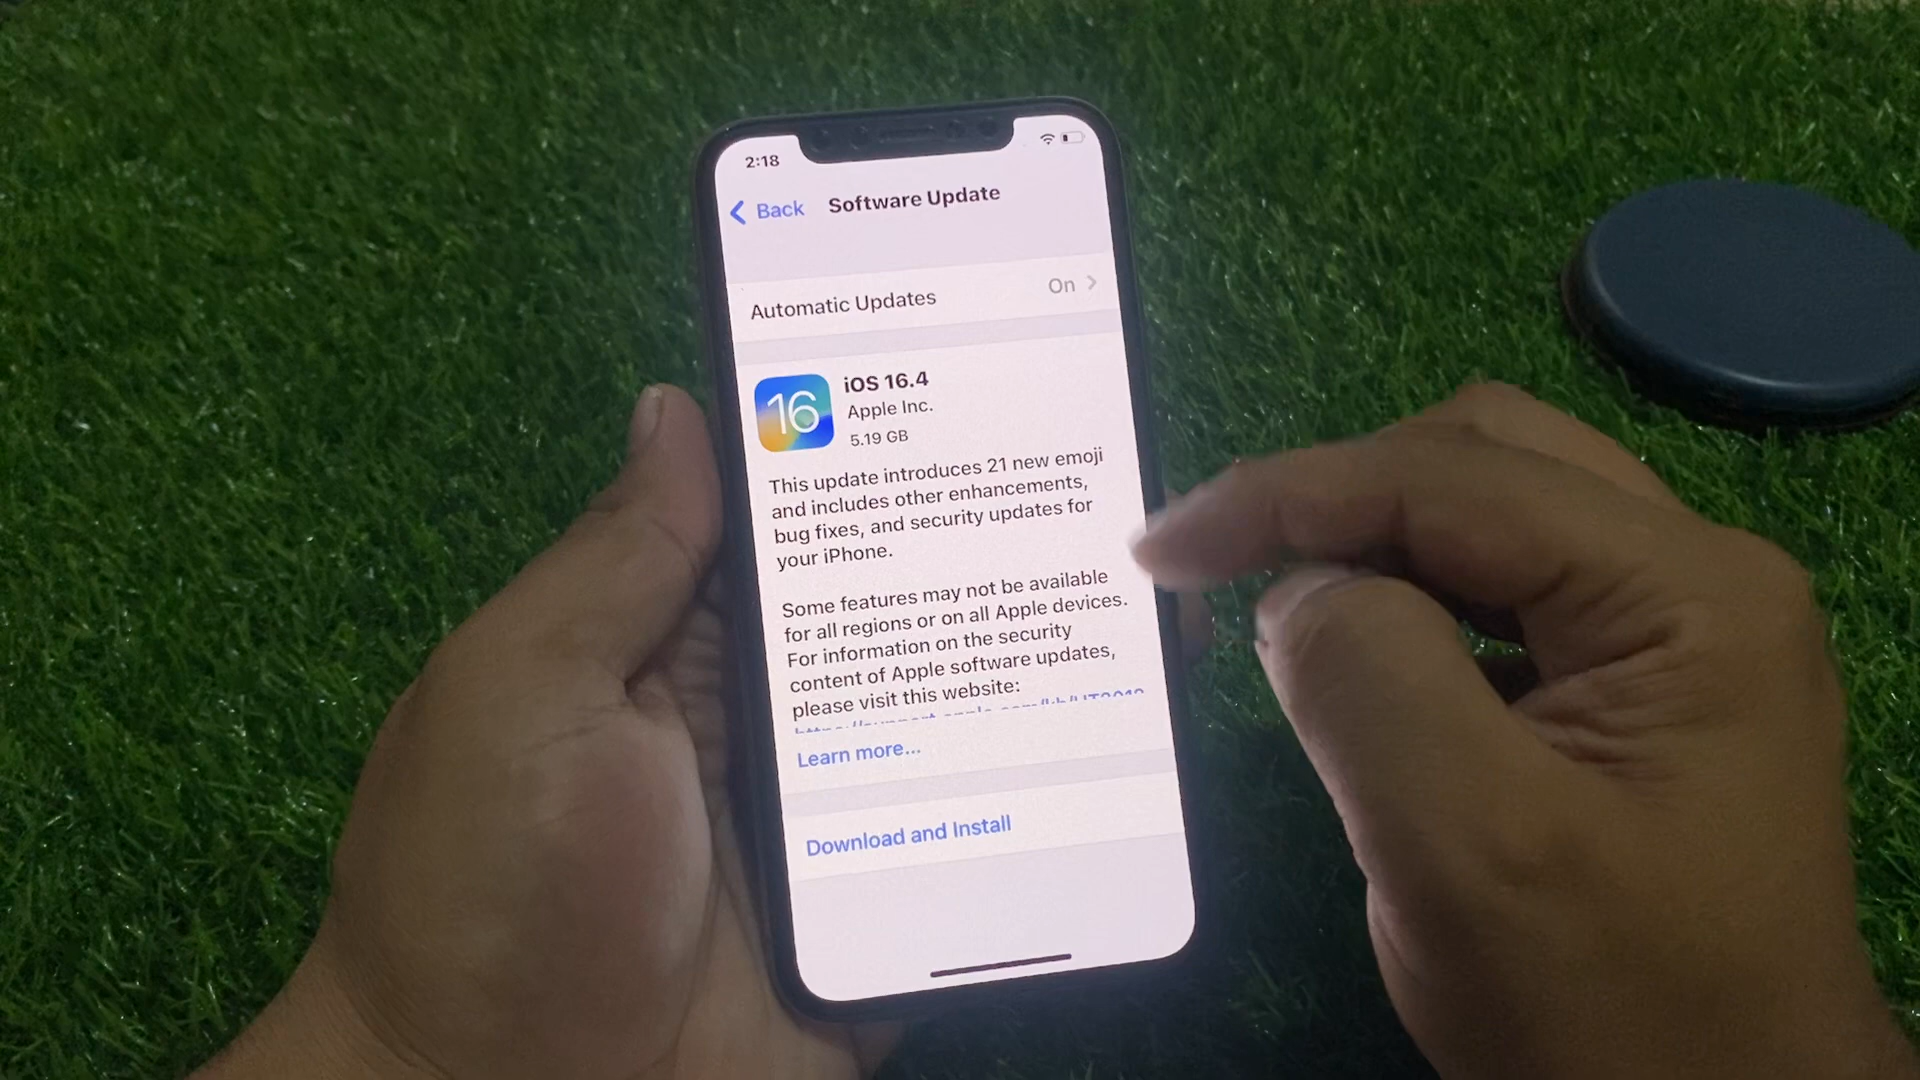 2:18
Back
Software Update
Automatic Updates
On
16
iOS 16.4
Apple Inc.
5.19 GB
This update introduces 21 new emoji
and includes other enhancements,
bug fixes, and security updates for
your iPhone.
Some features may not be available
for all regions or on all Apple devices.
For information on the security
content of Apple software updates,
please visit this website:
Learn more...
Download and Install